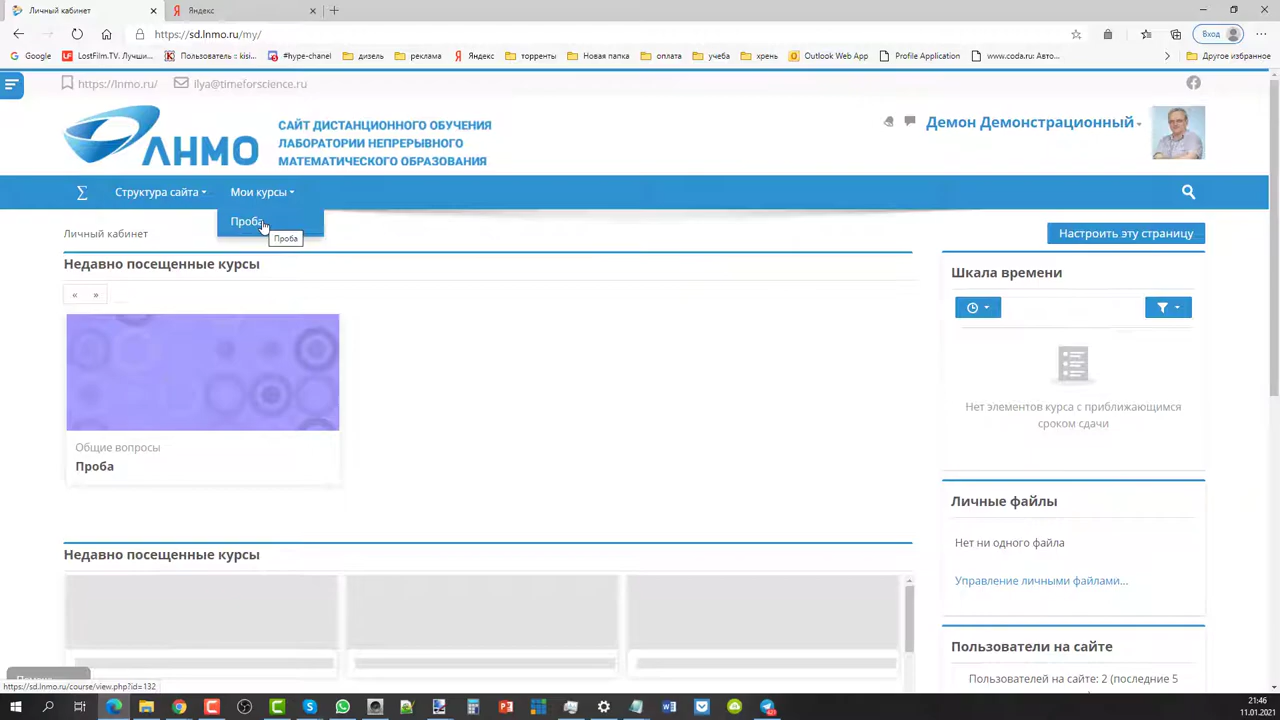 Личный кабинет
Яндекс
https://sd.lnmo.ru/my/
Вход
Google
LostFilm.TV. Лучши...
Пользователь :: kisi...
#hype-chanel
дизель
реклама
Яндекс
торренты
Новая папка
оплата
учеба
хрень
Outlook Web App
Profile Application
www.coda.ru: Авто...
Другое избранное
https://lnmo.ru/
ilya@timeforscience.ru
ЛНМО
САЙТ ДИСТАНЦИОННОГО ОБУЧЕНИЯ
ЛАБОРАТОРИИ НЕПРЕРЫВНОГО
МАТЕМАТИЧЕСКОГО ОБРАЗОВАНИЯ
Демон Демонстрационный
Σ
Структура сайта
Мои курсы
Проба
Проба
Личный кабинет
Настроить эту страницу
Недавно посещенные курсы
« »
Общие вопросы
Проба
Недавно посещенные курсы
Шкала времени
Нет элементов курса с приближающимся
сроком сдачи
Личные файлы
Нет ни одного файла
Управление личными файлами...
Пользователи на сайте
Пользователей на сайте: 2 (последние 5
https://sd.lnmo.ru/course/view.php?id=132
21:46
11.01.2021